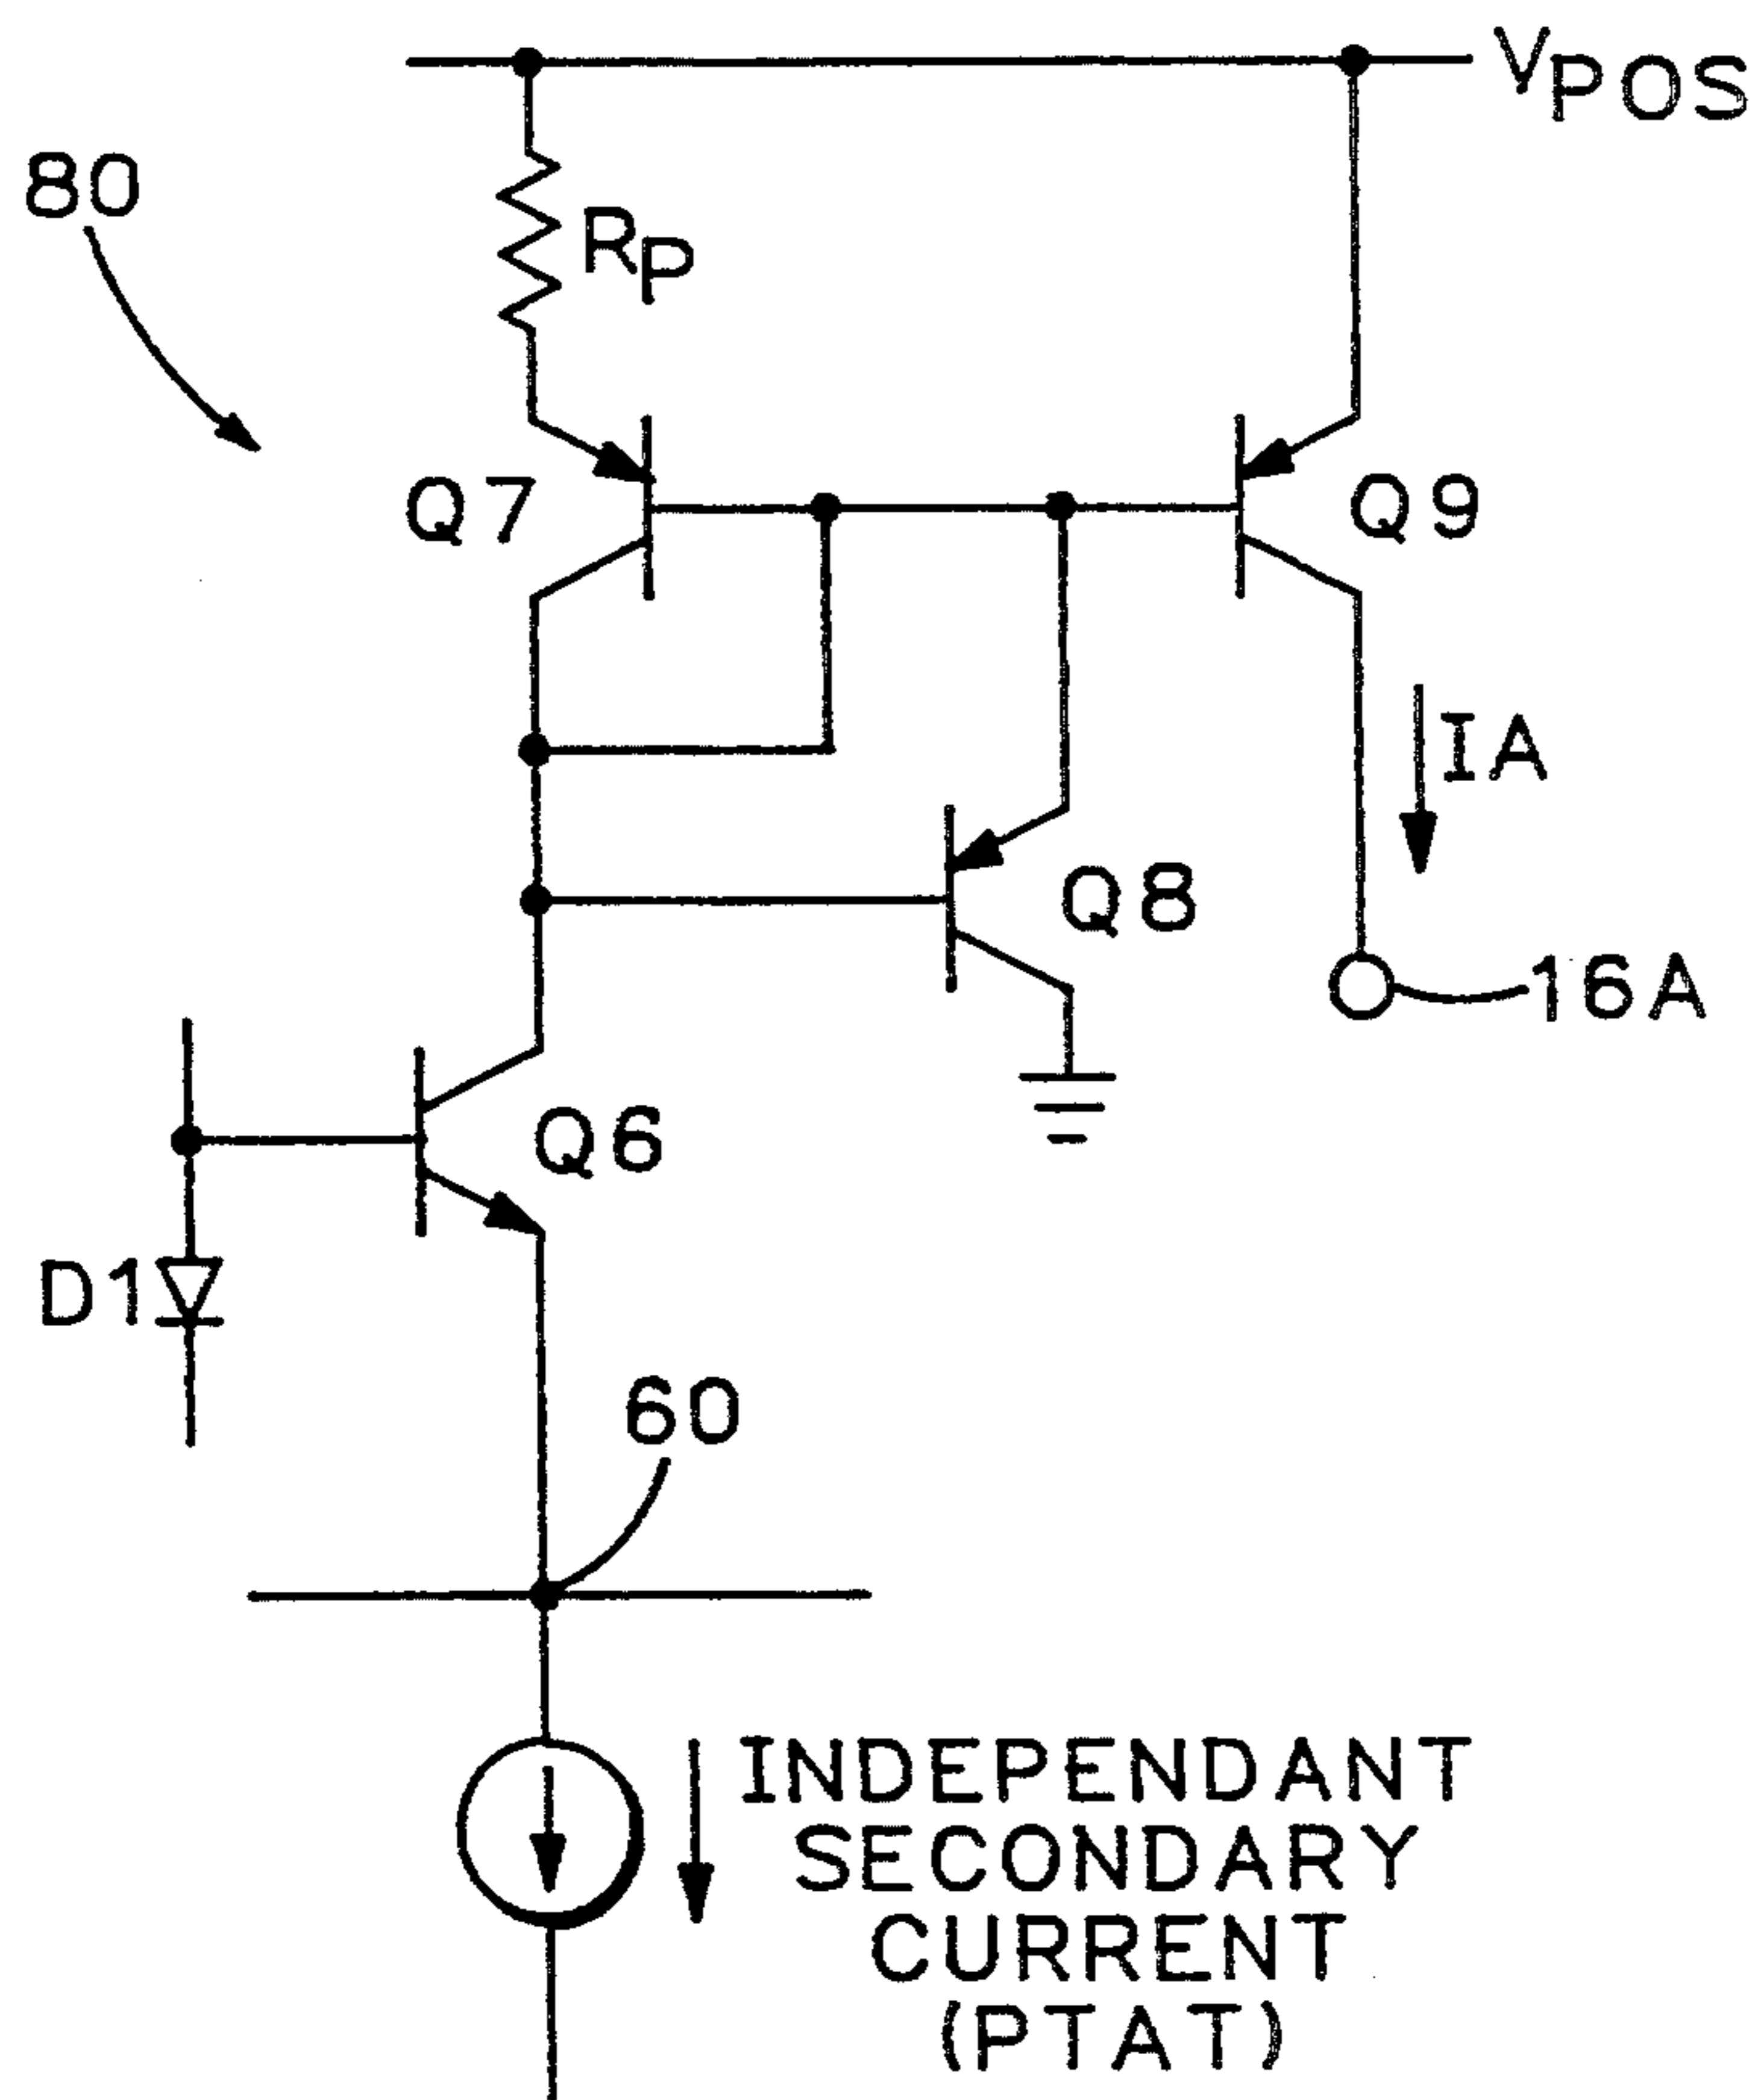 VPOS
80
RP
Q7
Q9
IA
Q8
16A
Q6
D1
60
INDEPENDANT
SECONDARY
CURRENT
(PTAT)